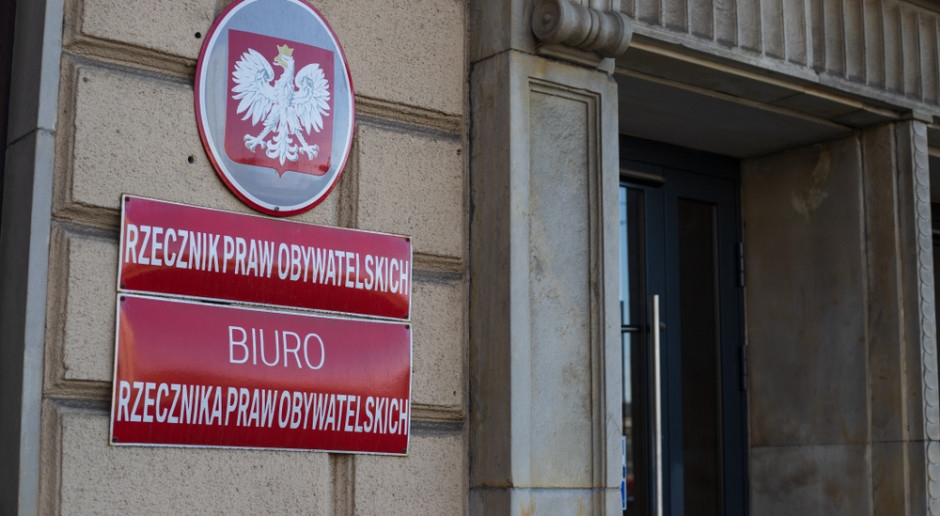 RZECZNIK PRAW OBYWATELSKICH
BIURO
RZECZNIKA PRAW OBYWATELSKICH